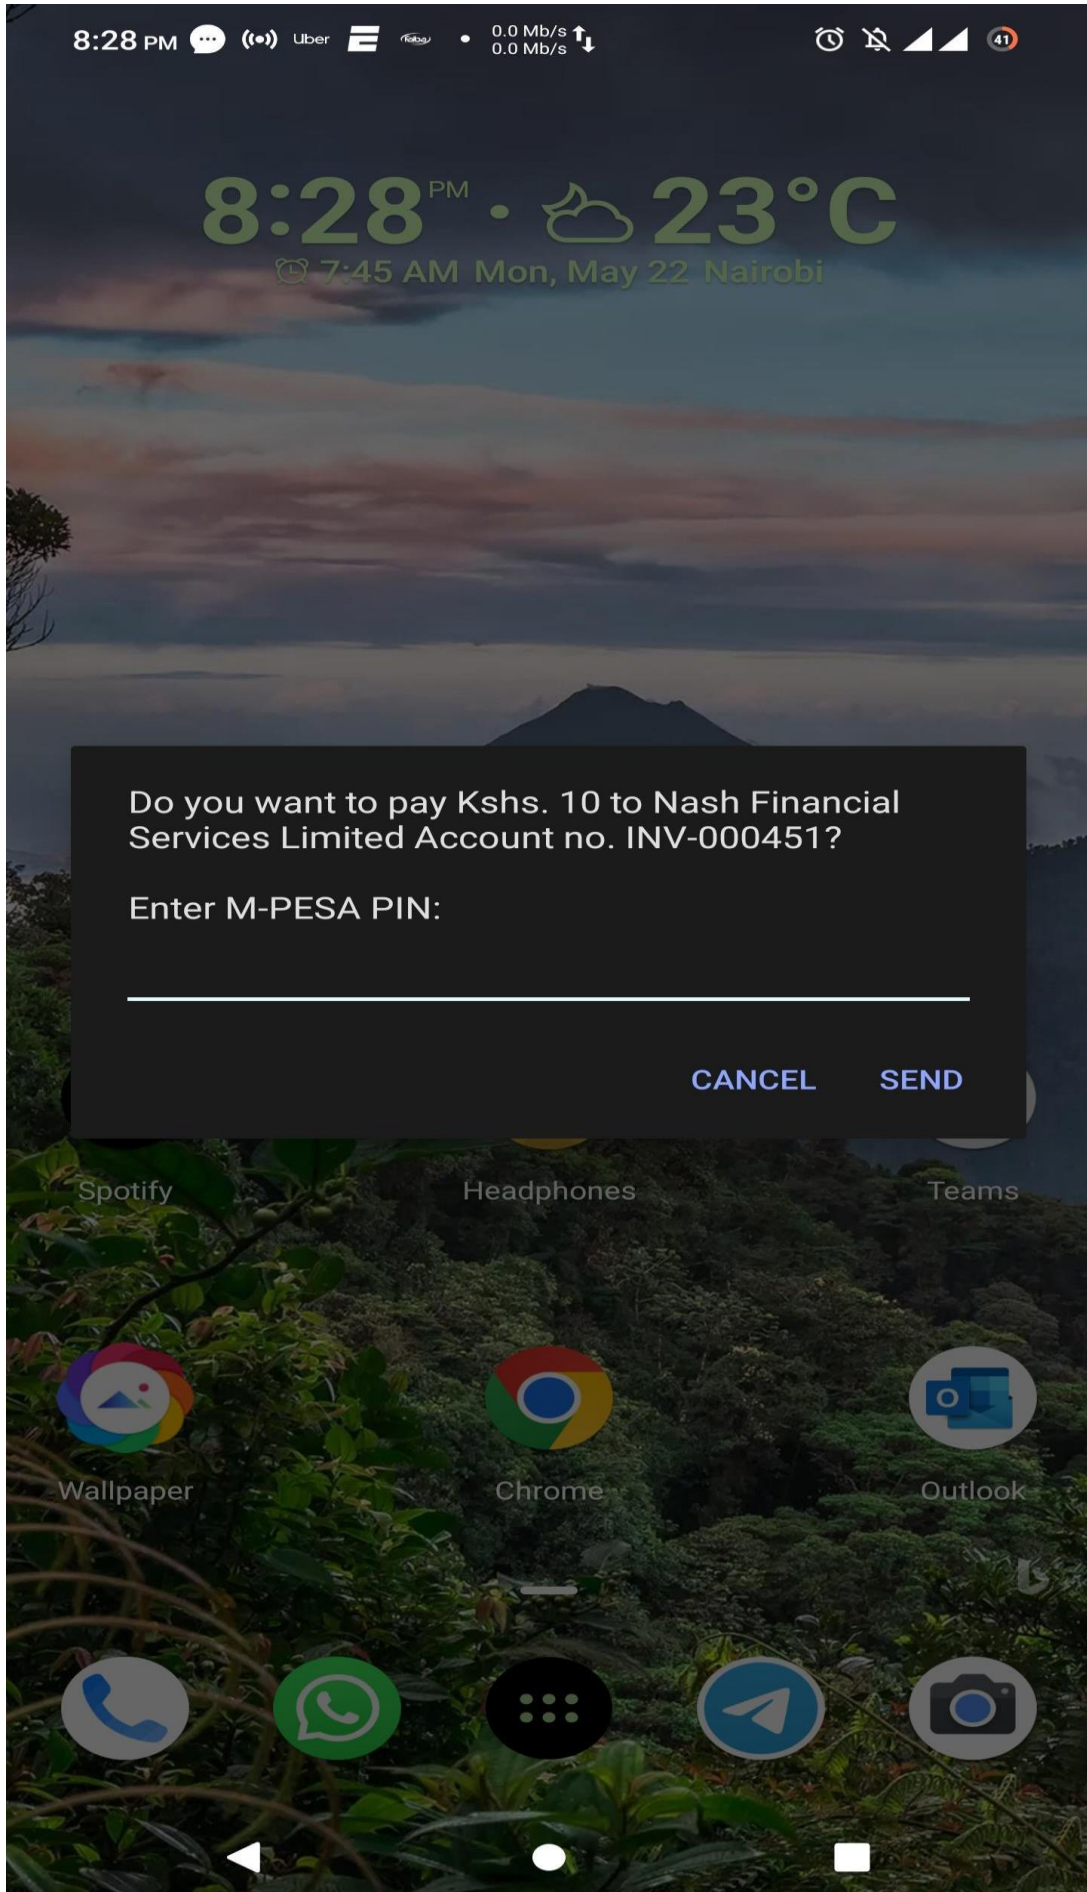 8:28 PM Uber 0.0 Mb/s
0.0 Mb/s
41
8:28 PM · 23°C
7:45 AM Mon, May 22 Nairobi
Do you want to pay Kshs. 10 to Nash Financial
Services Limited Account no. INV-000451?
Enter M-PESA PIN:
CANCEL SEND
Spotify Headphones Teams
Wallpaper Chrome Outlook